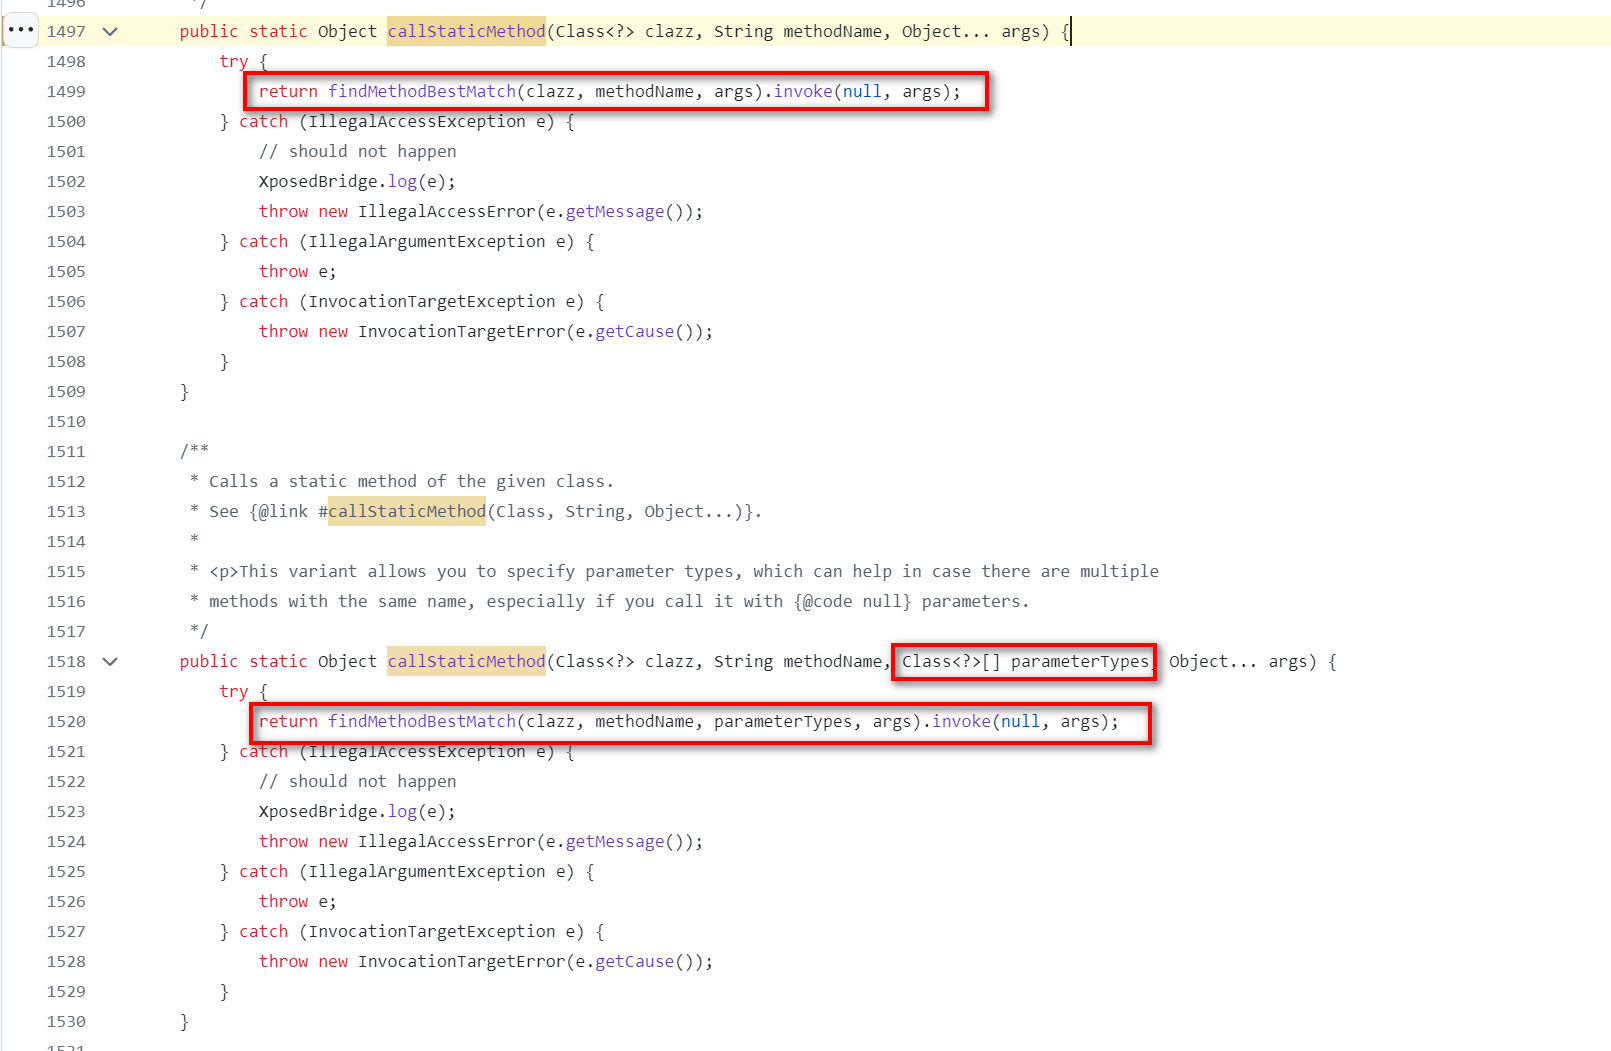 1496 */
1497 public static Object callStaticMethod(Class<?> clazz, String methodName, Object... args) {
1498 try {
1499 return findMethodBestMatch(clazz, methodName, args).invoke(null, args);
1500 } catch (IllegalAccessException e) {
1501 // should not happen
1502 XposedBridge.log(e);
1503 throw new IllegalAccessError(e.getMessage());
1504 } catch (IllegalArgumentException e) {
1505 throw e;
1506 } catch (InvocationTargetException e) {
1507 throw new InvocationTargetError(e.getCause());
1508 }
1509 }
1510
1511 /**
1512 * Calls a static method of the given class.
1513 * See {@link #callStaticMethod(Class, String, Object...)}.
1514 *
1515 * <p>This variant allows you to specify parameter types, which can help in case there are multiple
1516 * methods with the same name, especially if you call it with {@code null} parameters.
1517 */
1518 public static Object callStaticMethod(Class<?> clazz, String methodName, Class<?>[] parameterTypes, Object... args) {
1519 try {
1520 return findMethodBestMatch(clazz, methodName, parameterTypes, args).invoke(null, args);
1521 } catch (IllegalAccessException e) {
1522 // should not happen
1523 XposedBridge.log(e);
1524 throw new IllegalAccessError(e.getMessage());
1525 } catch (IllegalArgumentException e) {
1526 throw e;
1527 } catch (InvocationTargetException e) {
1528 throw new InvocationTargetError(e.getCause());
1529 }
1530 }
1531